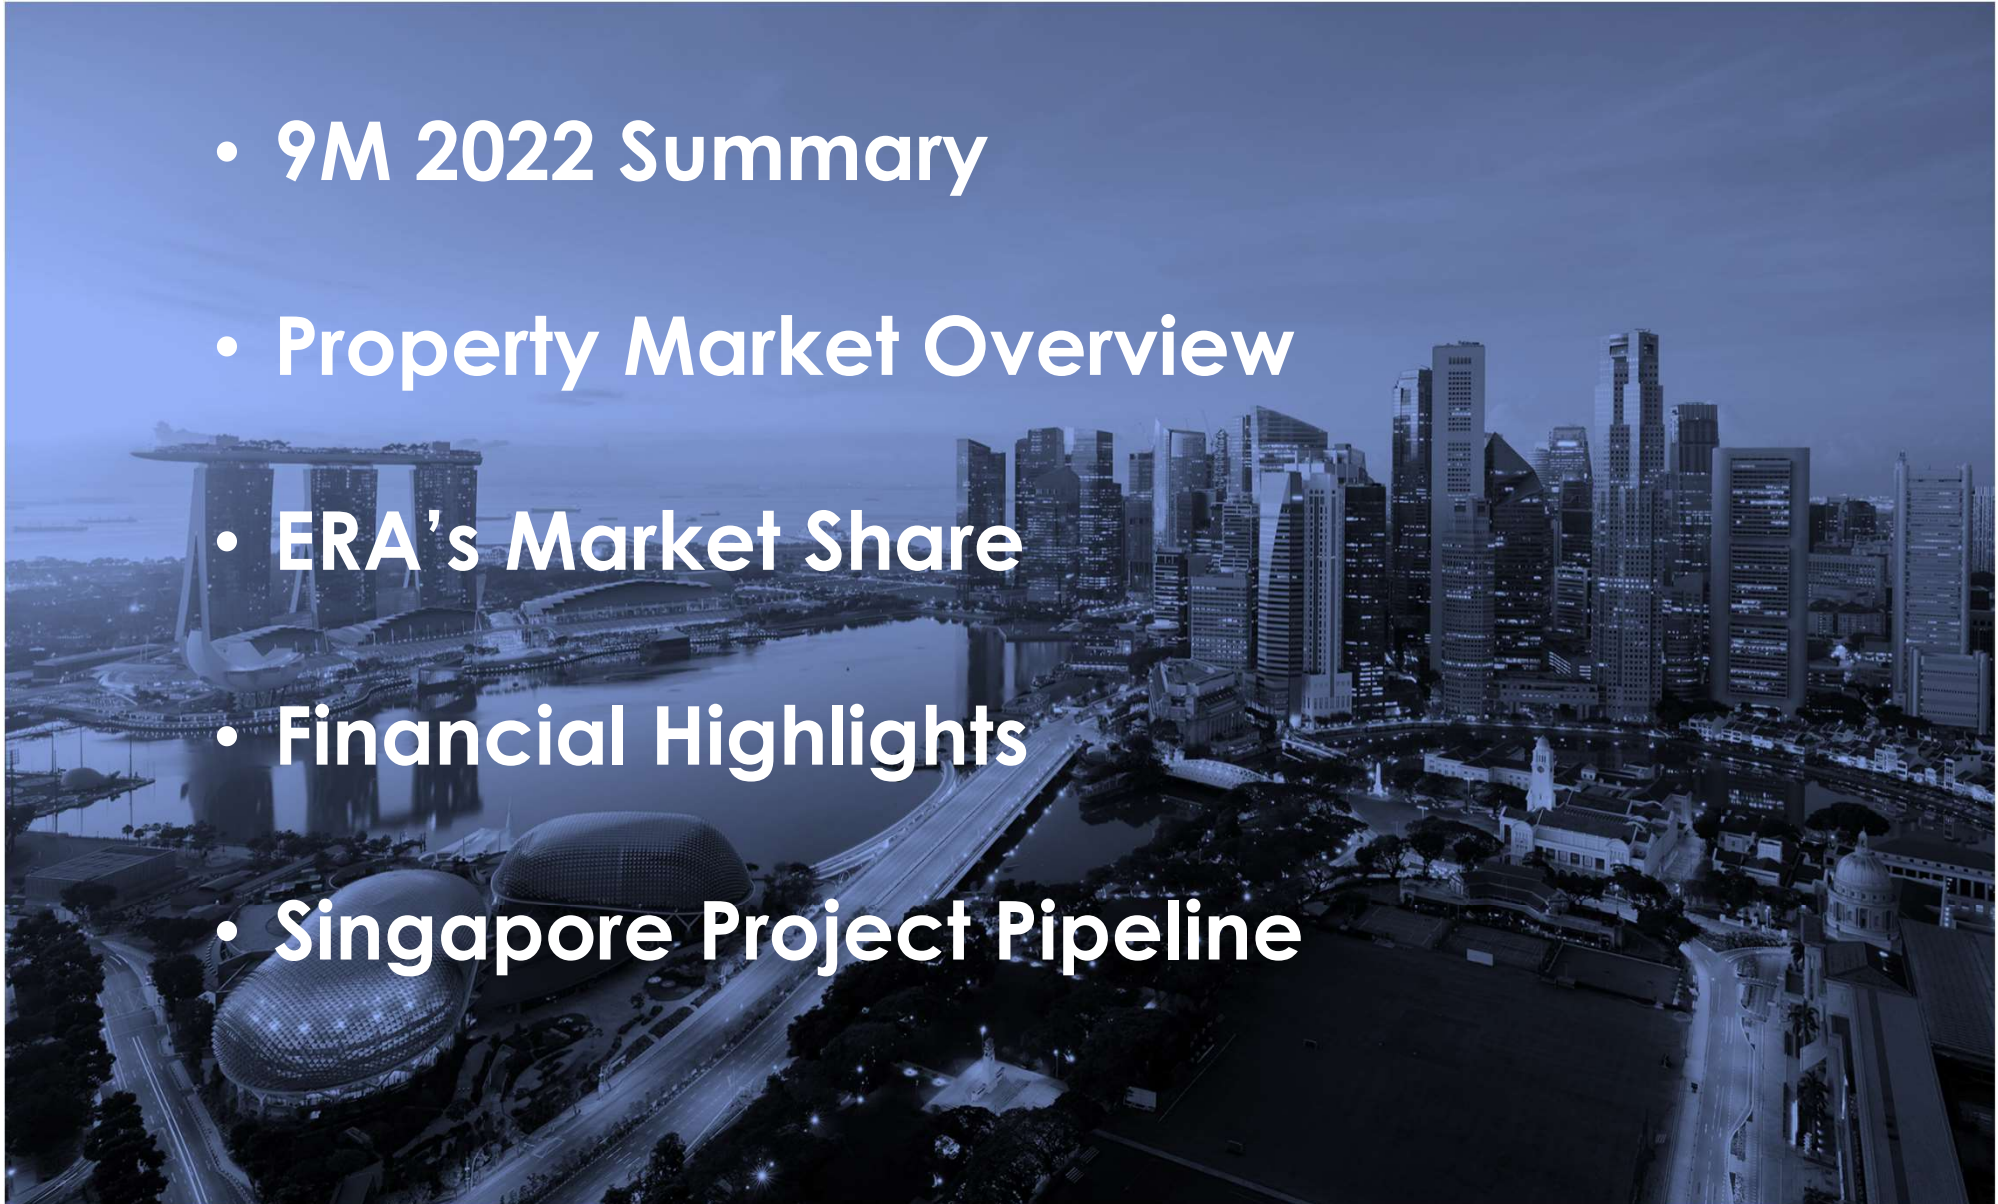 • 9M 2022 Summary
• Property Market Overview
• ERA’s Market Share
• Financial Highlights
• Singapore Project Pipeline